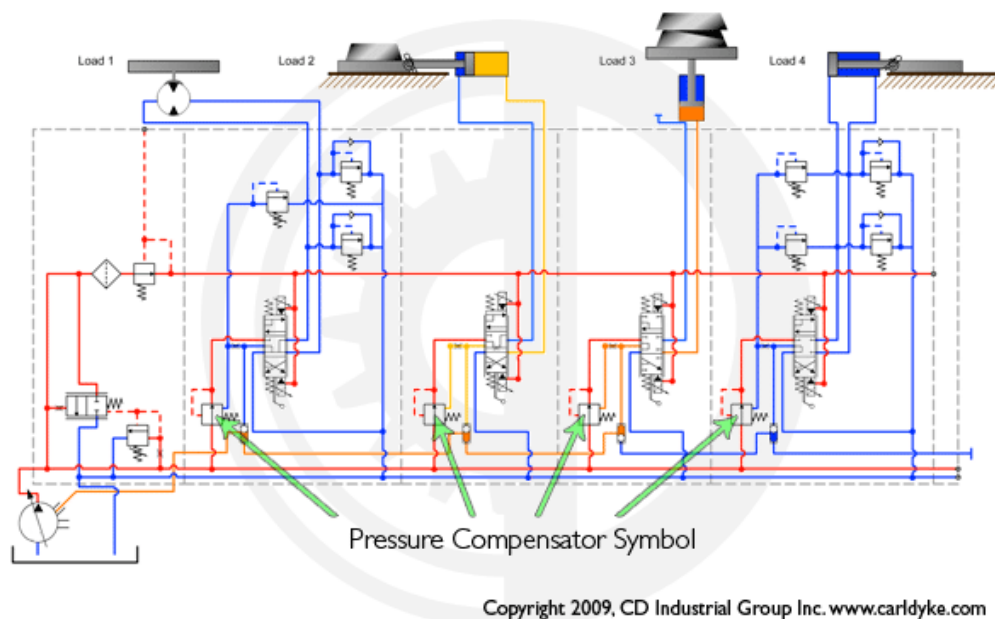 Load 1
Load 2
Load 3
Load 4
Pressure Compensator Symbol
Copyright 2009, CD Industrial Group Inc. www.carldyke.com